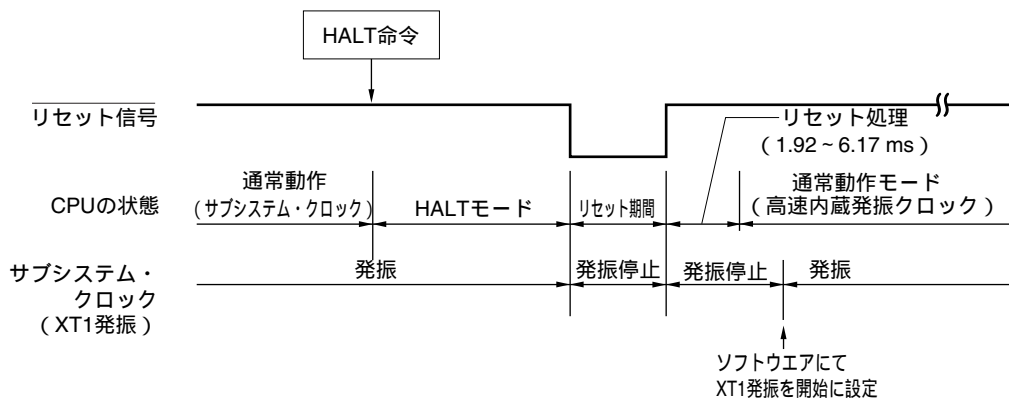 HALT命令
リセット信号
リセット処理
（1.92～6.17 ms）
通常動作
（サブシステム・クロック）
CPUの状態
HALTモード
リセット期間
通常動作モード
（高速内蔵発振クロック）
サブシステム・
クロック
（XT1発振）
発振
発振停止
発振停止
発振
ソフトウエアにて
XT1発振を開始に設定